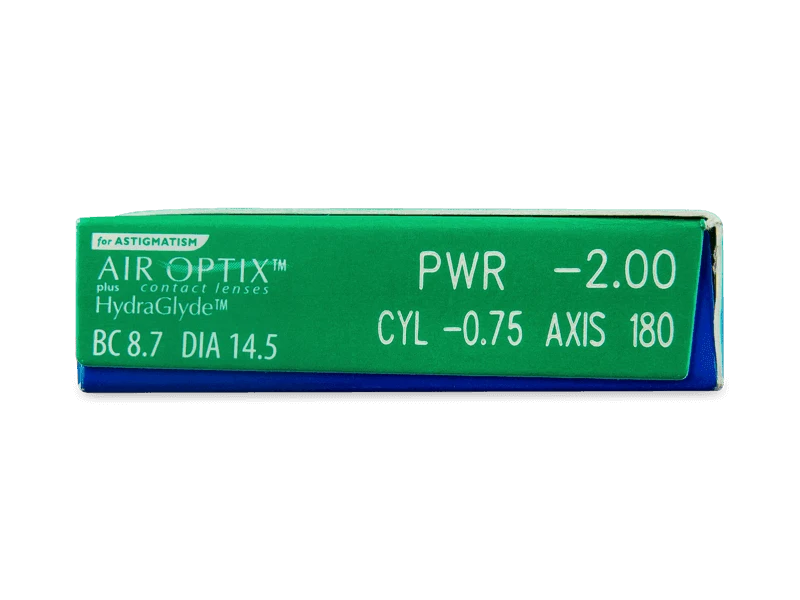 for ASTIGMATISM
AIR OPTIX™
plus contact lenses
HydraGlyde™
BC 8.7 DIA 14.5
PWR -2.00
CYL -0.75 AXIS 180